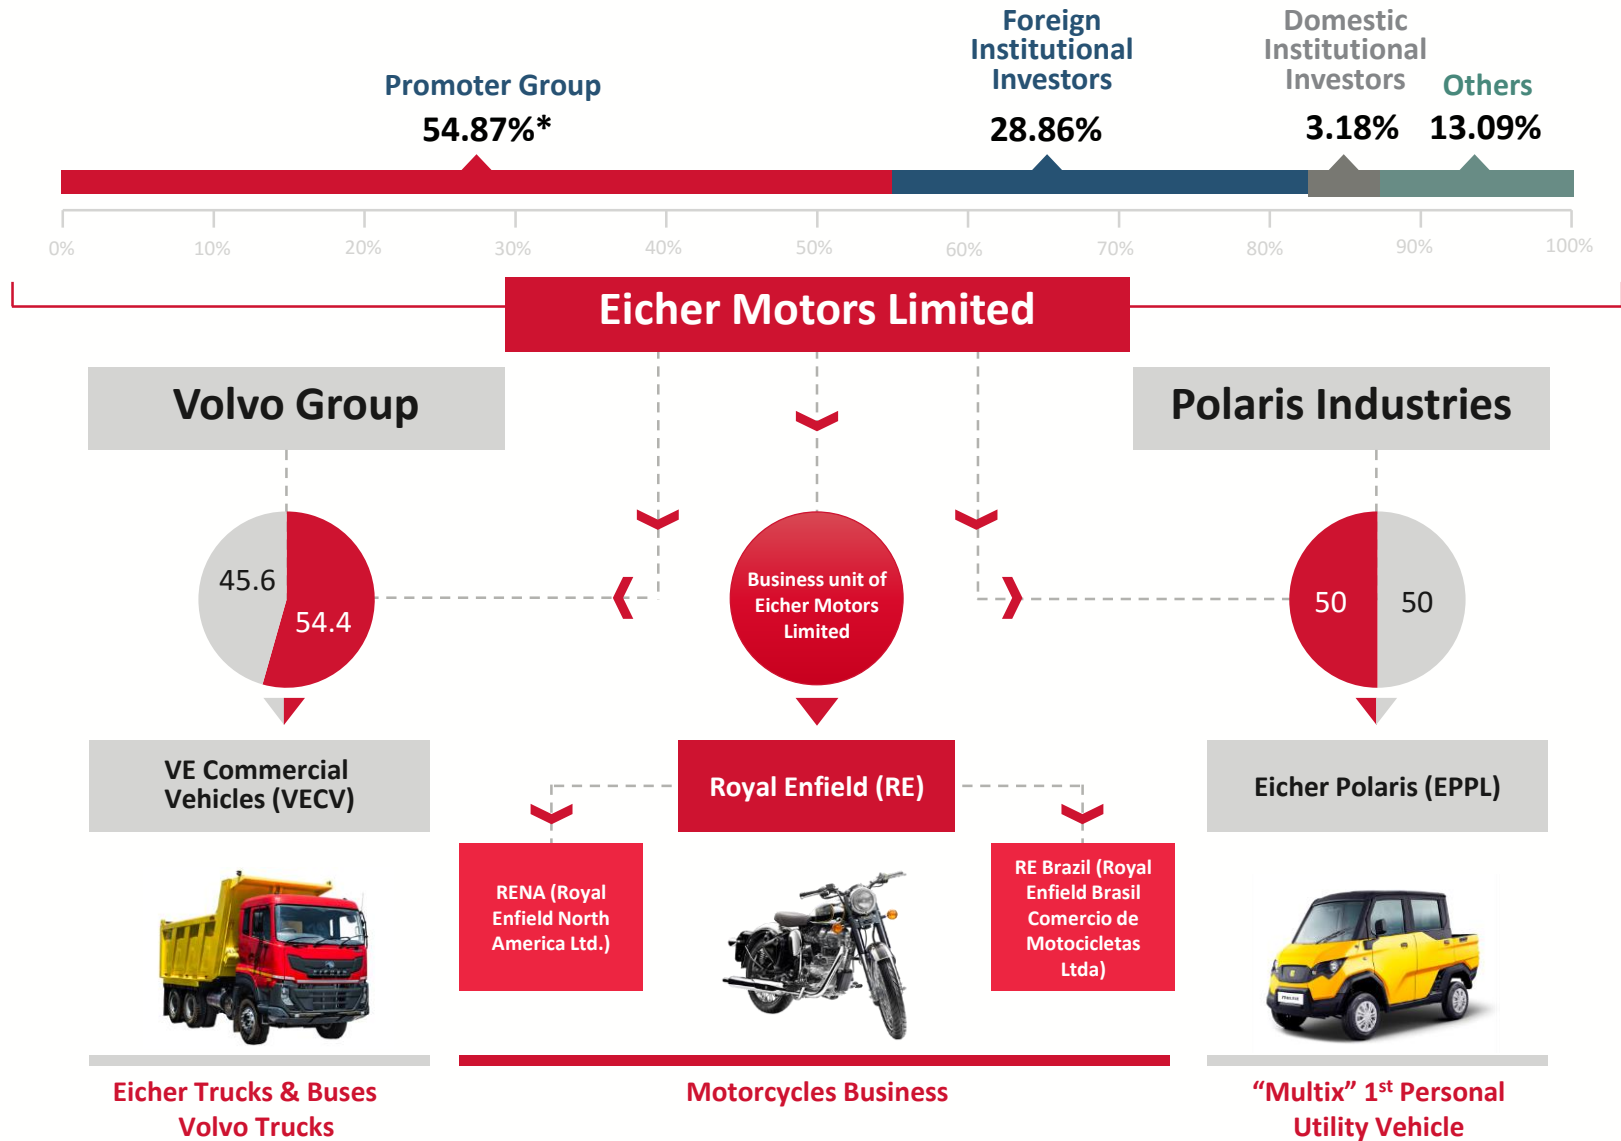 Foreign
Institutional
Investors
Domestic
Institutional
Investors
Promoter Group
Others
54.87%*
28.86%
3.18%
13.09%
0%
10%
20%
30%
40%
50%
60%
70%
80%
90%
100%
Eicher Motors Limited
Volvo Group
Polaris Industries
45.6
54.4
Business unit of
Eicher Motors
Limited
50
50
VE Commercial
Vehicles (VECV)
Royal Enfield (RE)
Eicher Polaris (EPPL)
RENA (Royal
Enfield North
America Ltd.)
RE Brazil (Royal
Enfield Brasil
Comercio de
Motocicletas
Ltda)
EICHER
Eicher Trucks & Buses
Volvo Trucks
Motorcycles Business
“Multix” 1st Personal
Utility Vehicle